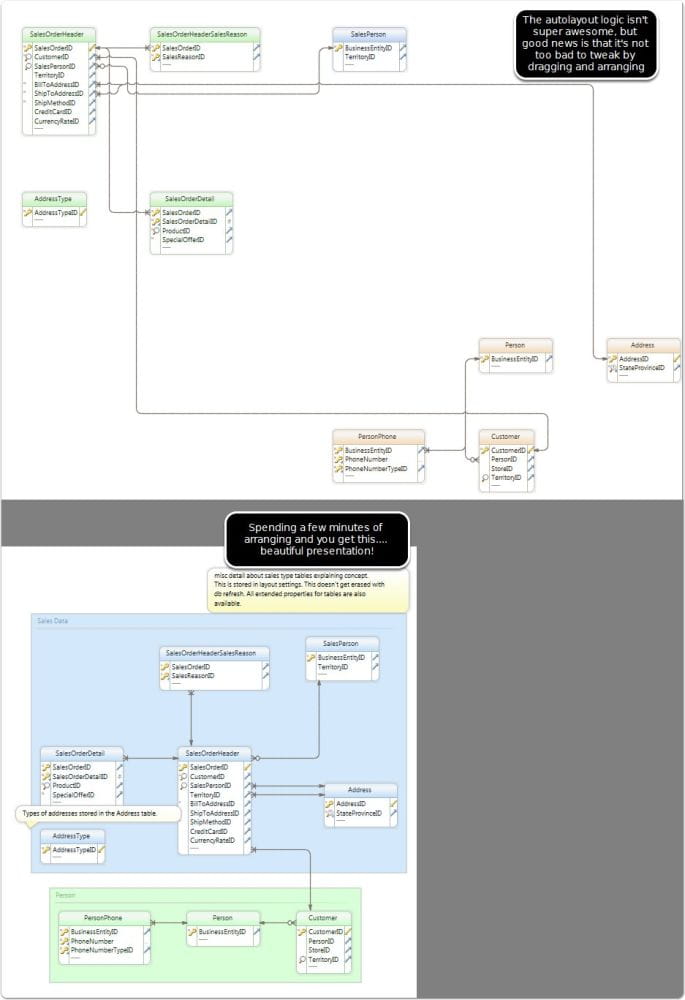 The autolayout logic isn't
super awesome, but
good news is that it's not
too bad to tweak by
dragging and arranging
SalesOrderHeader
SalesOrderID
CustomerID
SalesPersonID
TerritoryID
BillToAddressID
ShipToAddressID
ShipMethodID
CreditCardID
CurrencyRateID
SalesOrderHeaderSalesReason
SalesOrderID
SalesReasonID
SalesPerson
BusinessEntityID
TerritoryID
AddressType
AddressTypeID
SalesOrderDetail
SalesOrderID
SalesOrderDetailID
ProductID
SpecialOfferID
Person
BusinessEntityID
Address
AddressID
StateProvinceID
PersonPhone
BusinessEntityID
PhoneNumber
PhoneNumberTypeID
Customer
CustomerID
PersonID
StoreID
TerritoryID
Spending a few minutes of
arranging and you get this....
beautiful presentation!
misc detail about sales type tables explaining concept.
This is stored in layout settings. This doesn't get erased with
db refresh. All extended properties for tables are also
available.
Sales Data
SalesOrderHeaderSalesReason
SalesOrderID
SalesReasonID
SalesPerson
BusinessEntityID
TerritoryID
SalesOrderDetail
SalesOrderID
SalesOrderDetailID
ProductID
SpecialOfferID
SalesOrderHeader
SalesOrderID
CustomerID
SalesPersonID
TerritoryID
BillToAddressID
ShipToAddressID
ShipMethodID
CreditCardID
CurrencyRateID
Address
AddressID
StateProvinceID
Types of addresses stored in the Address table.
AddressType
AddressTypeID
Person
PersonPhone
BusinessEntityID
PhoneNumber
PhoneNumberTypeID
Person
BusinessEntityID
Customer
CustomerID
PersonID
StoreID
TerritoryID